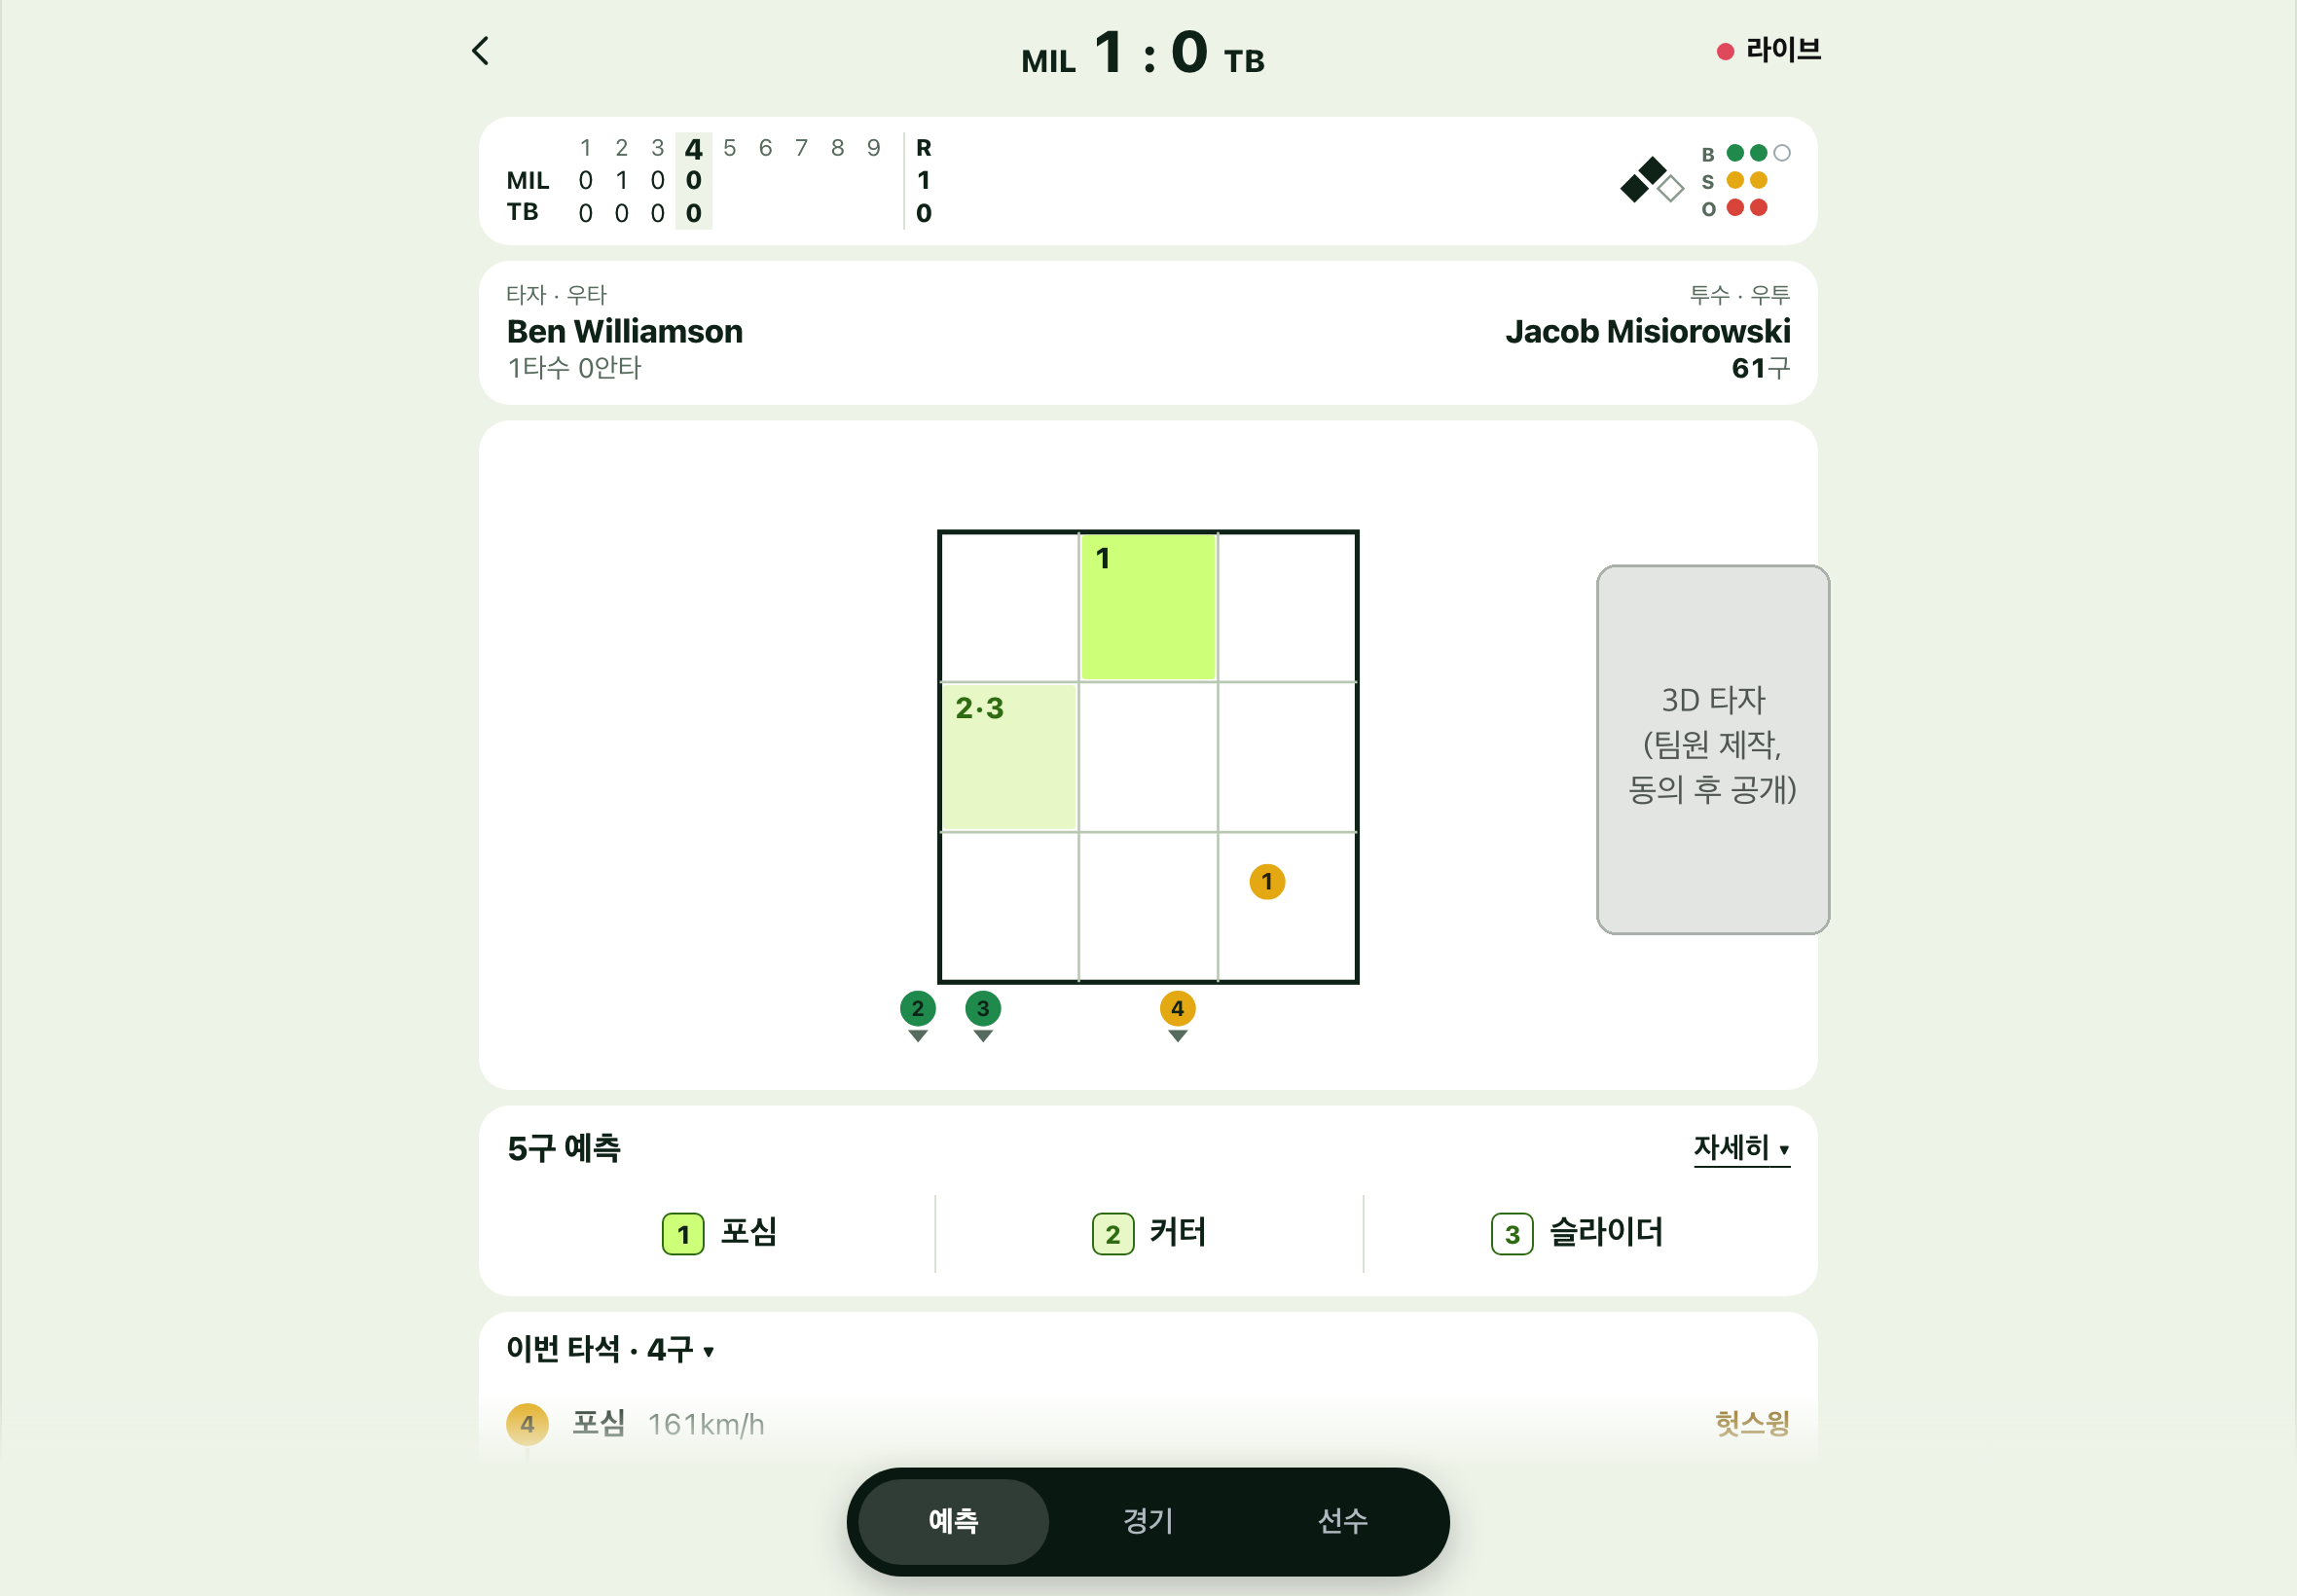 MIL 1 : 0 TB
라이브
1 2 3 4 5 6 7 8 9 R
MIL 0 1 0 0 1
TB 0 0 0 0 0
B
S
O
타자 · 우타
Ben Williamson
1타수 0안타
투수 · 우투
Jacob Misiorowski
61구
1
2·3
1
2
3
4
3D 타자
(팀원 제작,
동의 후 공개)
5구 예측
자세히 ▾
1 포심
2 커터
3 슬라이더
이번 타석 · 4구 ▾
4 포심 161km/h 헛스윙
예측 경기 선수